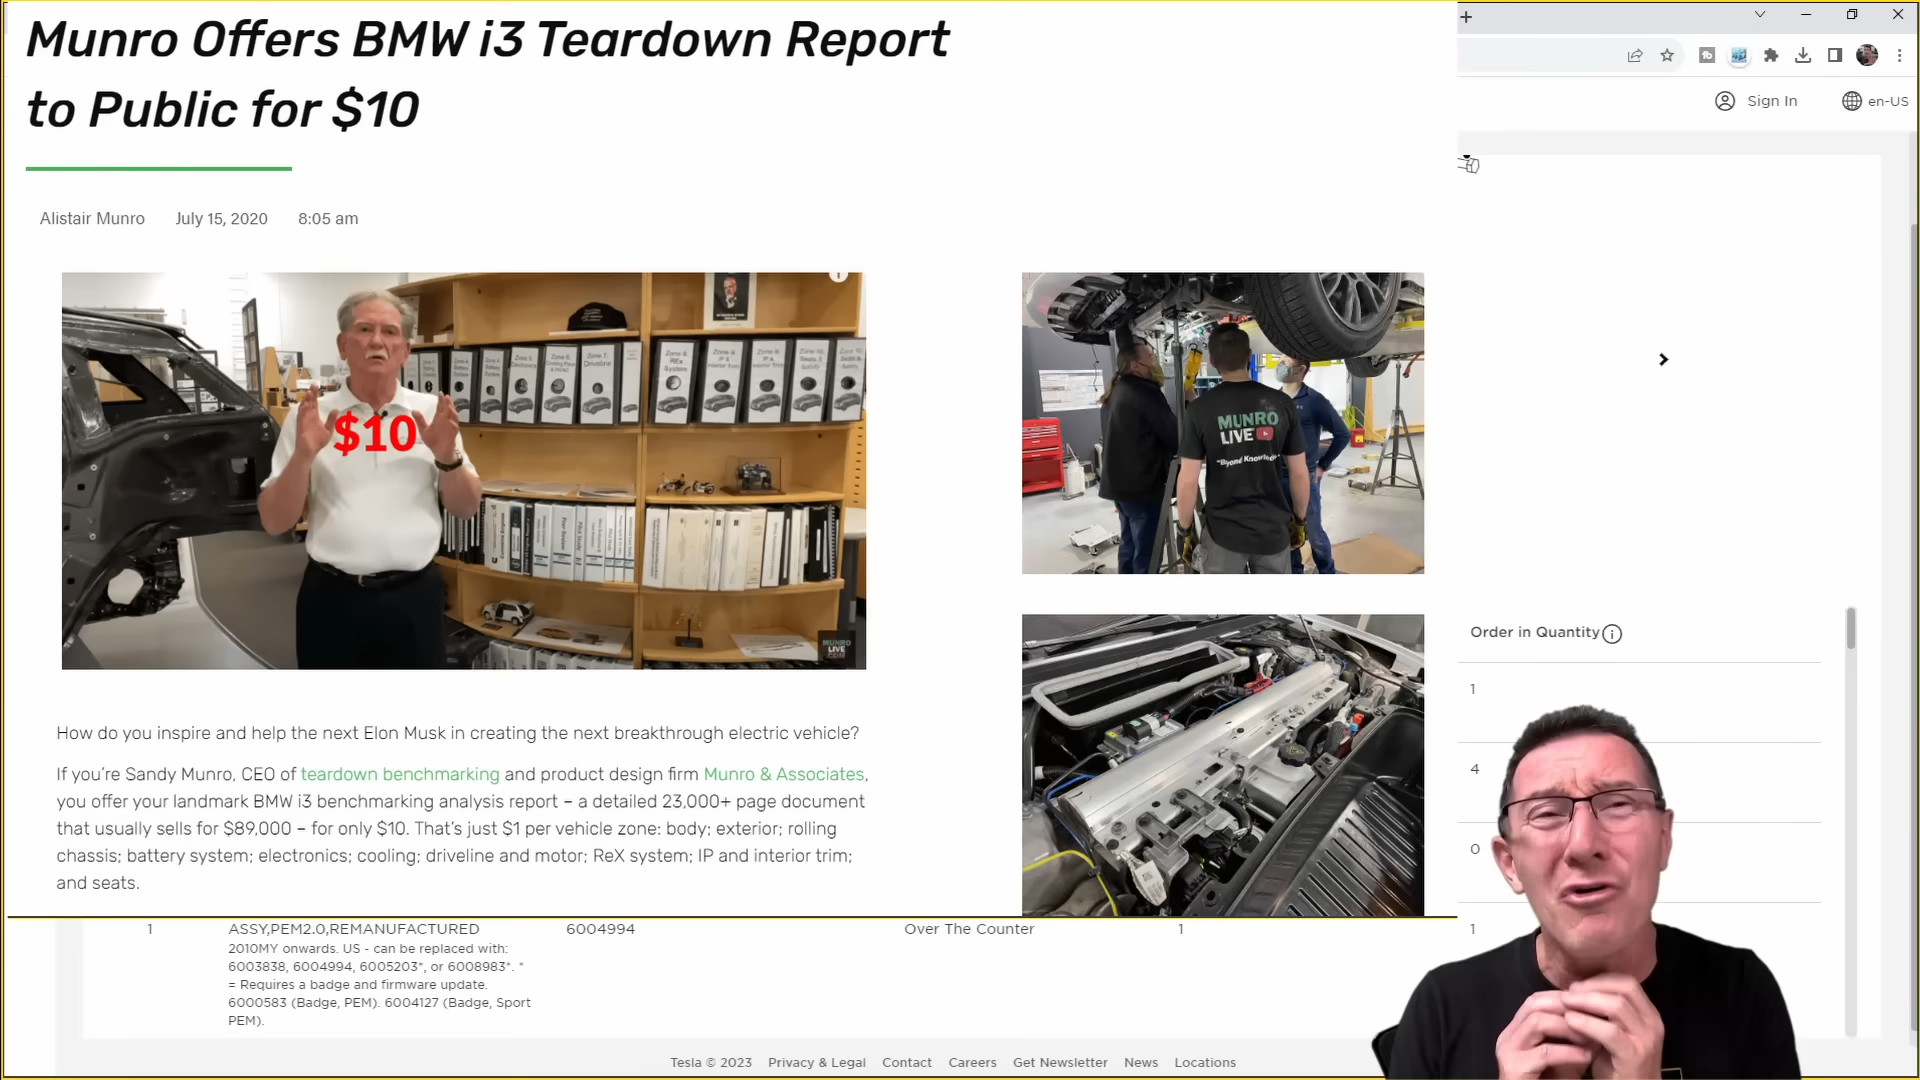 Munro Offers BMW i3 Teardown Report
to Public for $10
Sign In
en-US
Alistair Munro July 15, 2020 8:05 am
$10
MUNRO
LIVE
.COM
MUNRO
LIVE
How do you inspire and help the next Elon Musk in creating the next breakthrough electric vehicle?
If you're Sandy Munro, CEO of teardown benchmarking and product design firm Munro & Associates,
you offer your landmark BMW i3 benchmarking analysis report – a detailed 23,000+ page document
that usually sells for $89,000 – for only $10. That's just $1 per vehicle zone: body; exterior; rolling
chassis; battery system; electronics; cooling; driveline and motor; ReX system; IP and interior trim;
and seats.
Order in Quantity
1
4
0
1 ASSY,PEM2.0,REMANUFACTURED 6004994 Over The Counter 1 1
2010MY onwards. US - can be replaced with:
6003838, 6004994, 6005203*, or 6008983*. *
= Requires a badge and firmware update.
6000583 (Badge, PEM). 6004127 (Badge, Sport
PEM).
Tesla © 2023 Privacy & Legal Contact Careers Get Newsletter News Locations